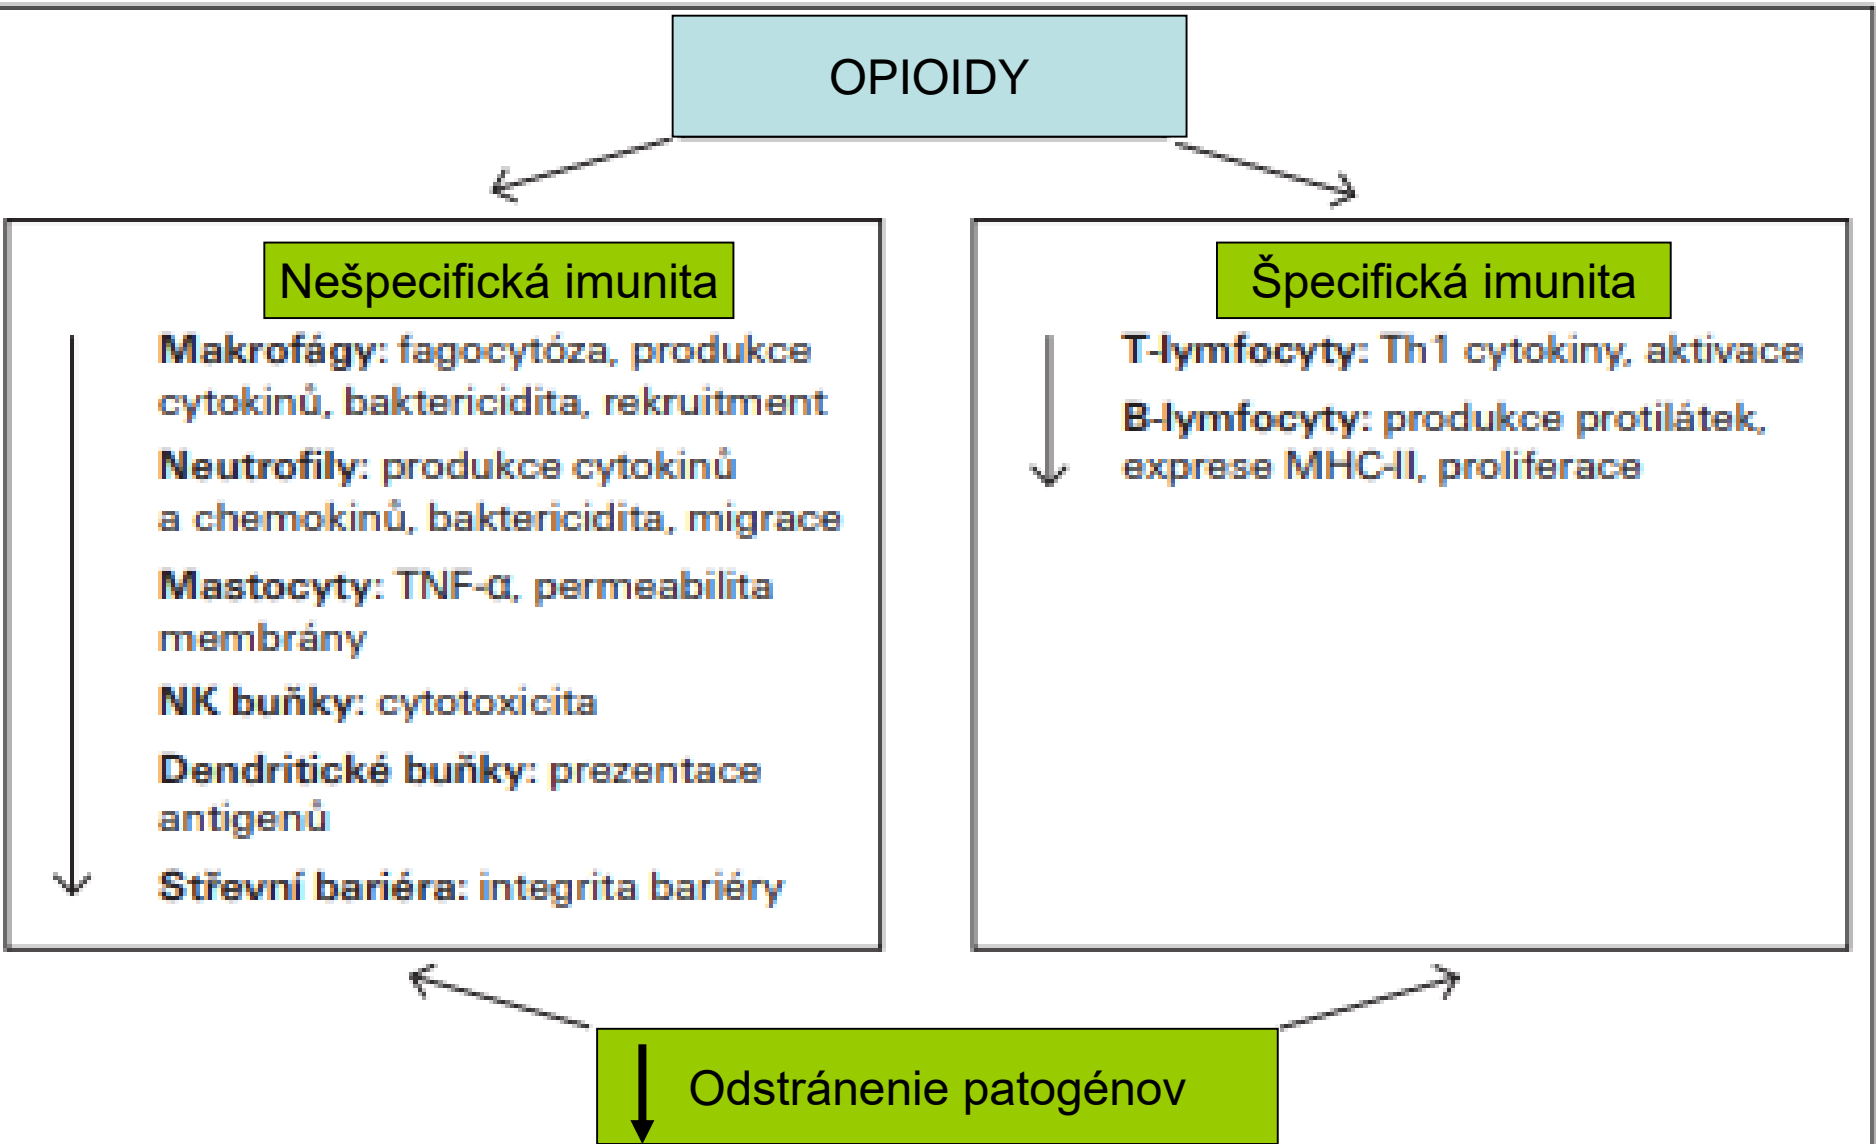 OPIOIDY
Nešpecifická imunita
Makrofágy: fagocytóza, produkce
cytokinů, baktericidita, rekruitment
Neutrofily: produkce cytokinů
a chemokinů, baktericidita, migrace
Mastocyty: TNF-α, permeabilita
membrány
NK buňky: cytotoxicita
Dendritické buňky: prezentace
antigenů
Střevní bariéra: integrita bariéry
Špecifická imunita
T-lymfocyty: Th1 cytokiny, aktivace
B-lymfocyty: produkce protilátek,
exprese MHC-II, proliferace
Odstránenie patogénov